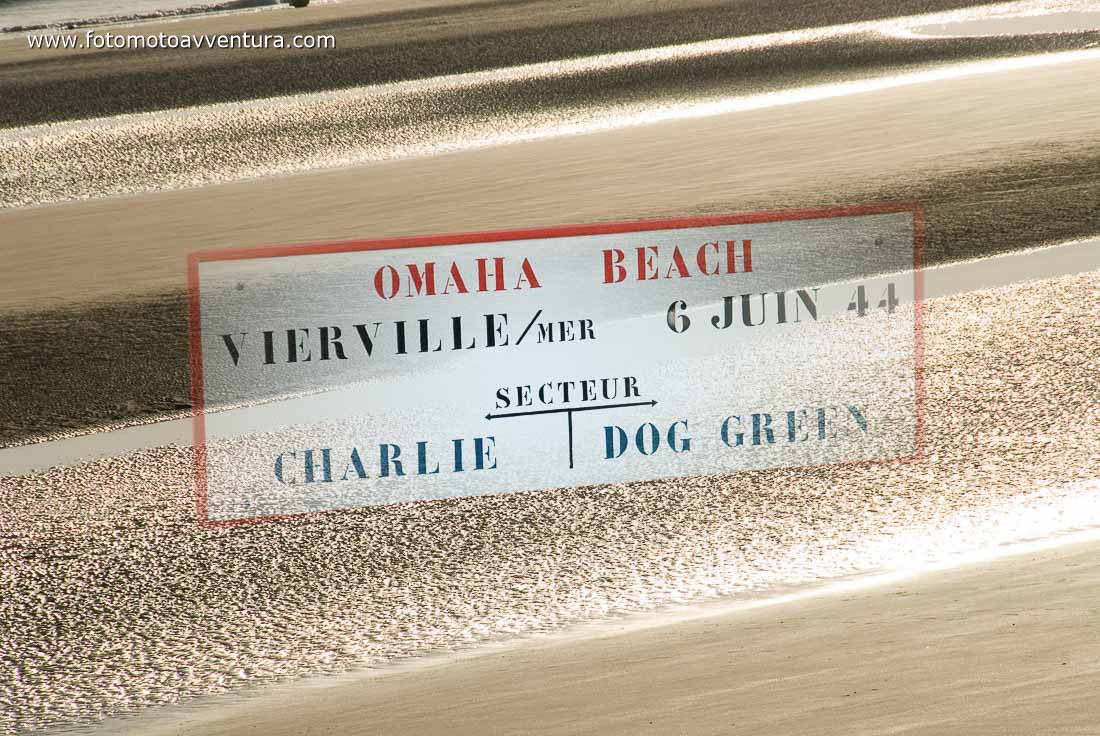 www.fotomotoavventura.com
OMAHA BEACH
VIERVILLE/MER 6 JUIN 44
SECTEUR
CHARLIE DOG GREEN